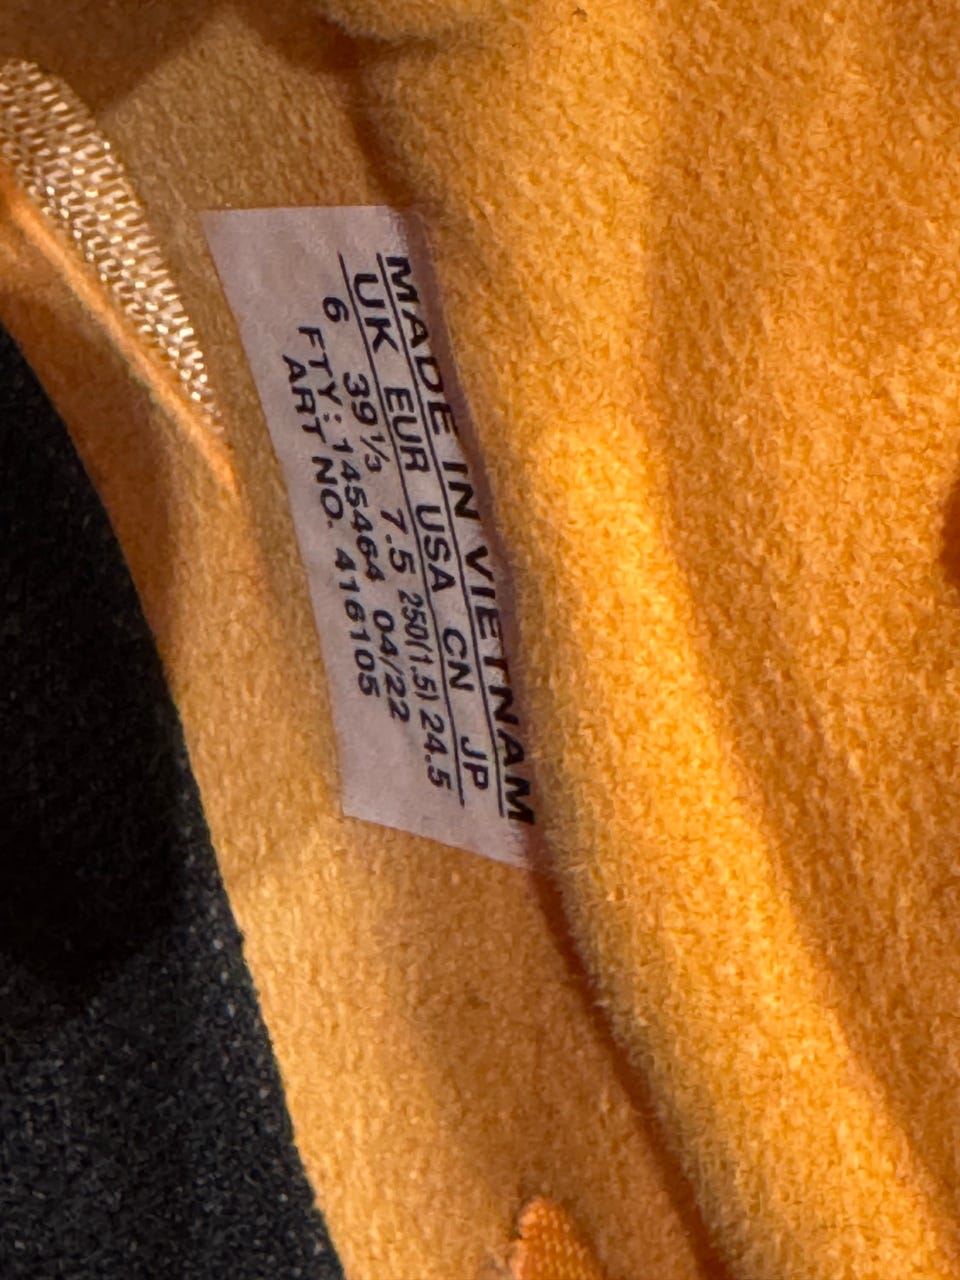 MADE IN VIETNAM
UK EUR USA CN JP
6 39⅓ 7.5 250(1.5) 24.5
FTY: 145464 04/22
ART NO. 416105